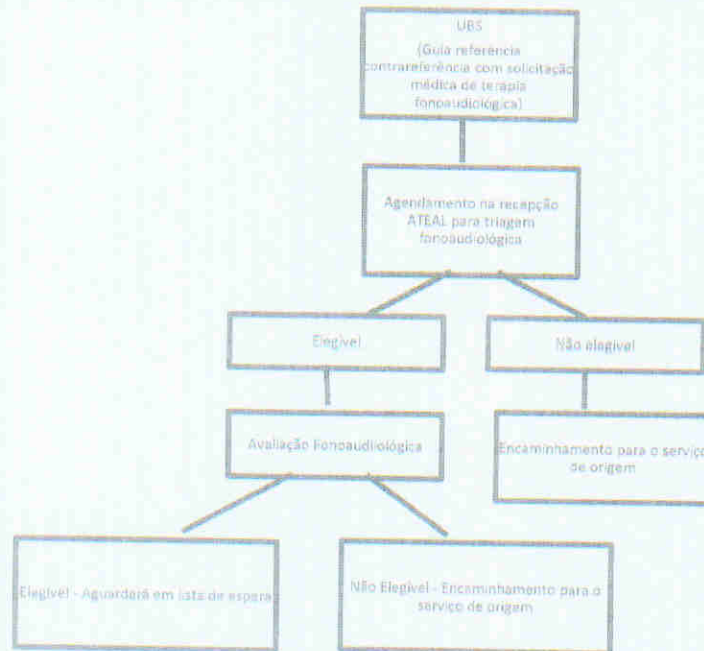 UBS
(Guia referência
contrareferência com solicitação
médica de terapia
fonoaudiológica)
Agendamento na recepção
ATEAL para triagem
fonoaudiológica
Elegível
Não elegível
Avaliação Fonoaudiológica
Encaminhamento para o serviço
de origem
Elegível - Aguardará em lista de espera
Não Elegível - Encaminhamento para o
serviço de origem